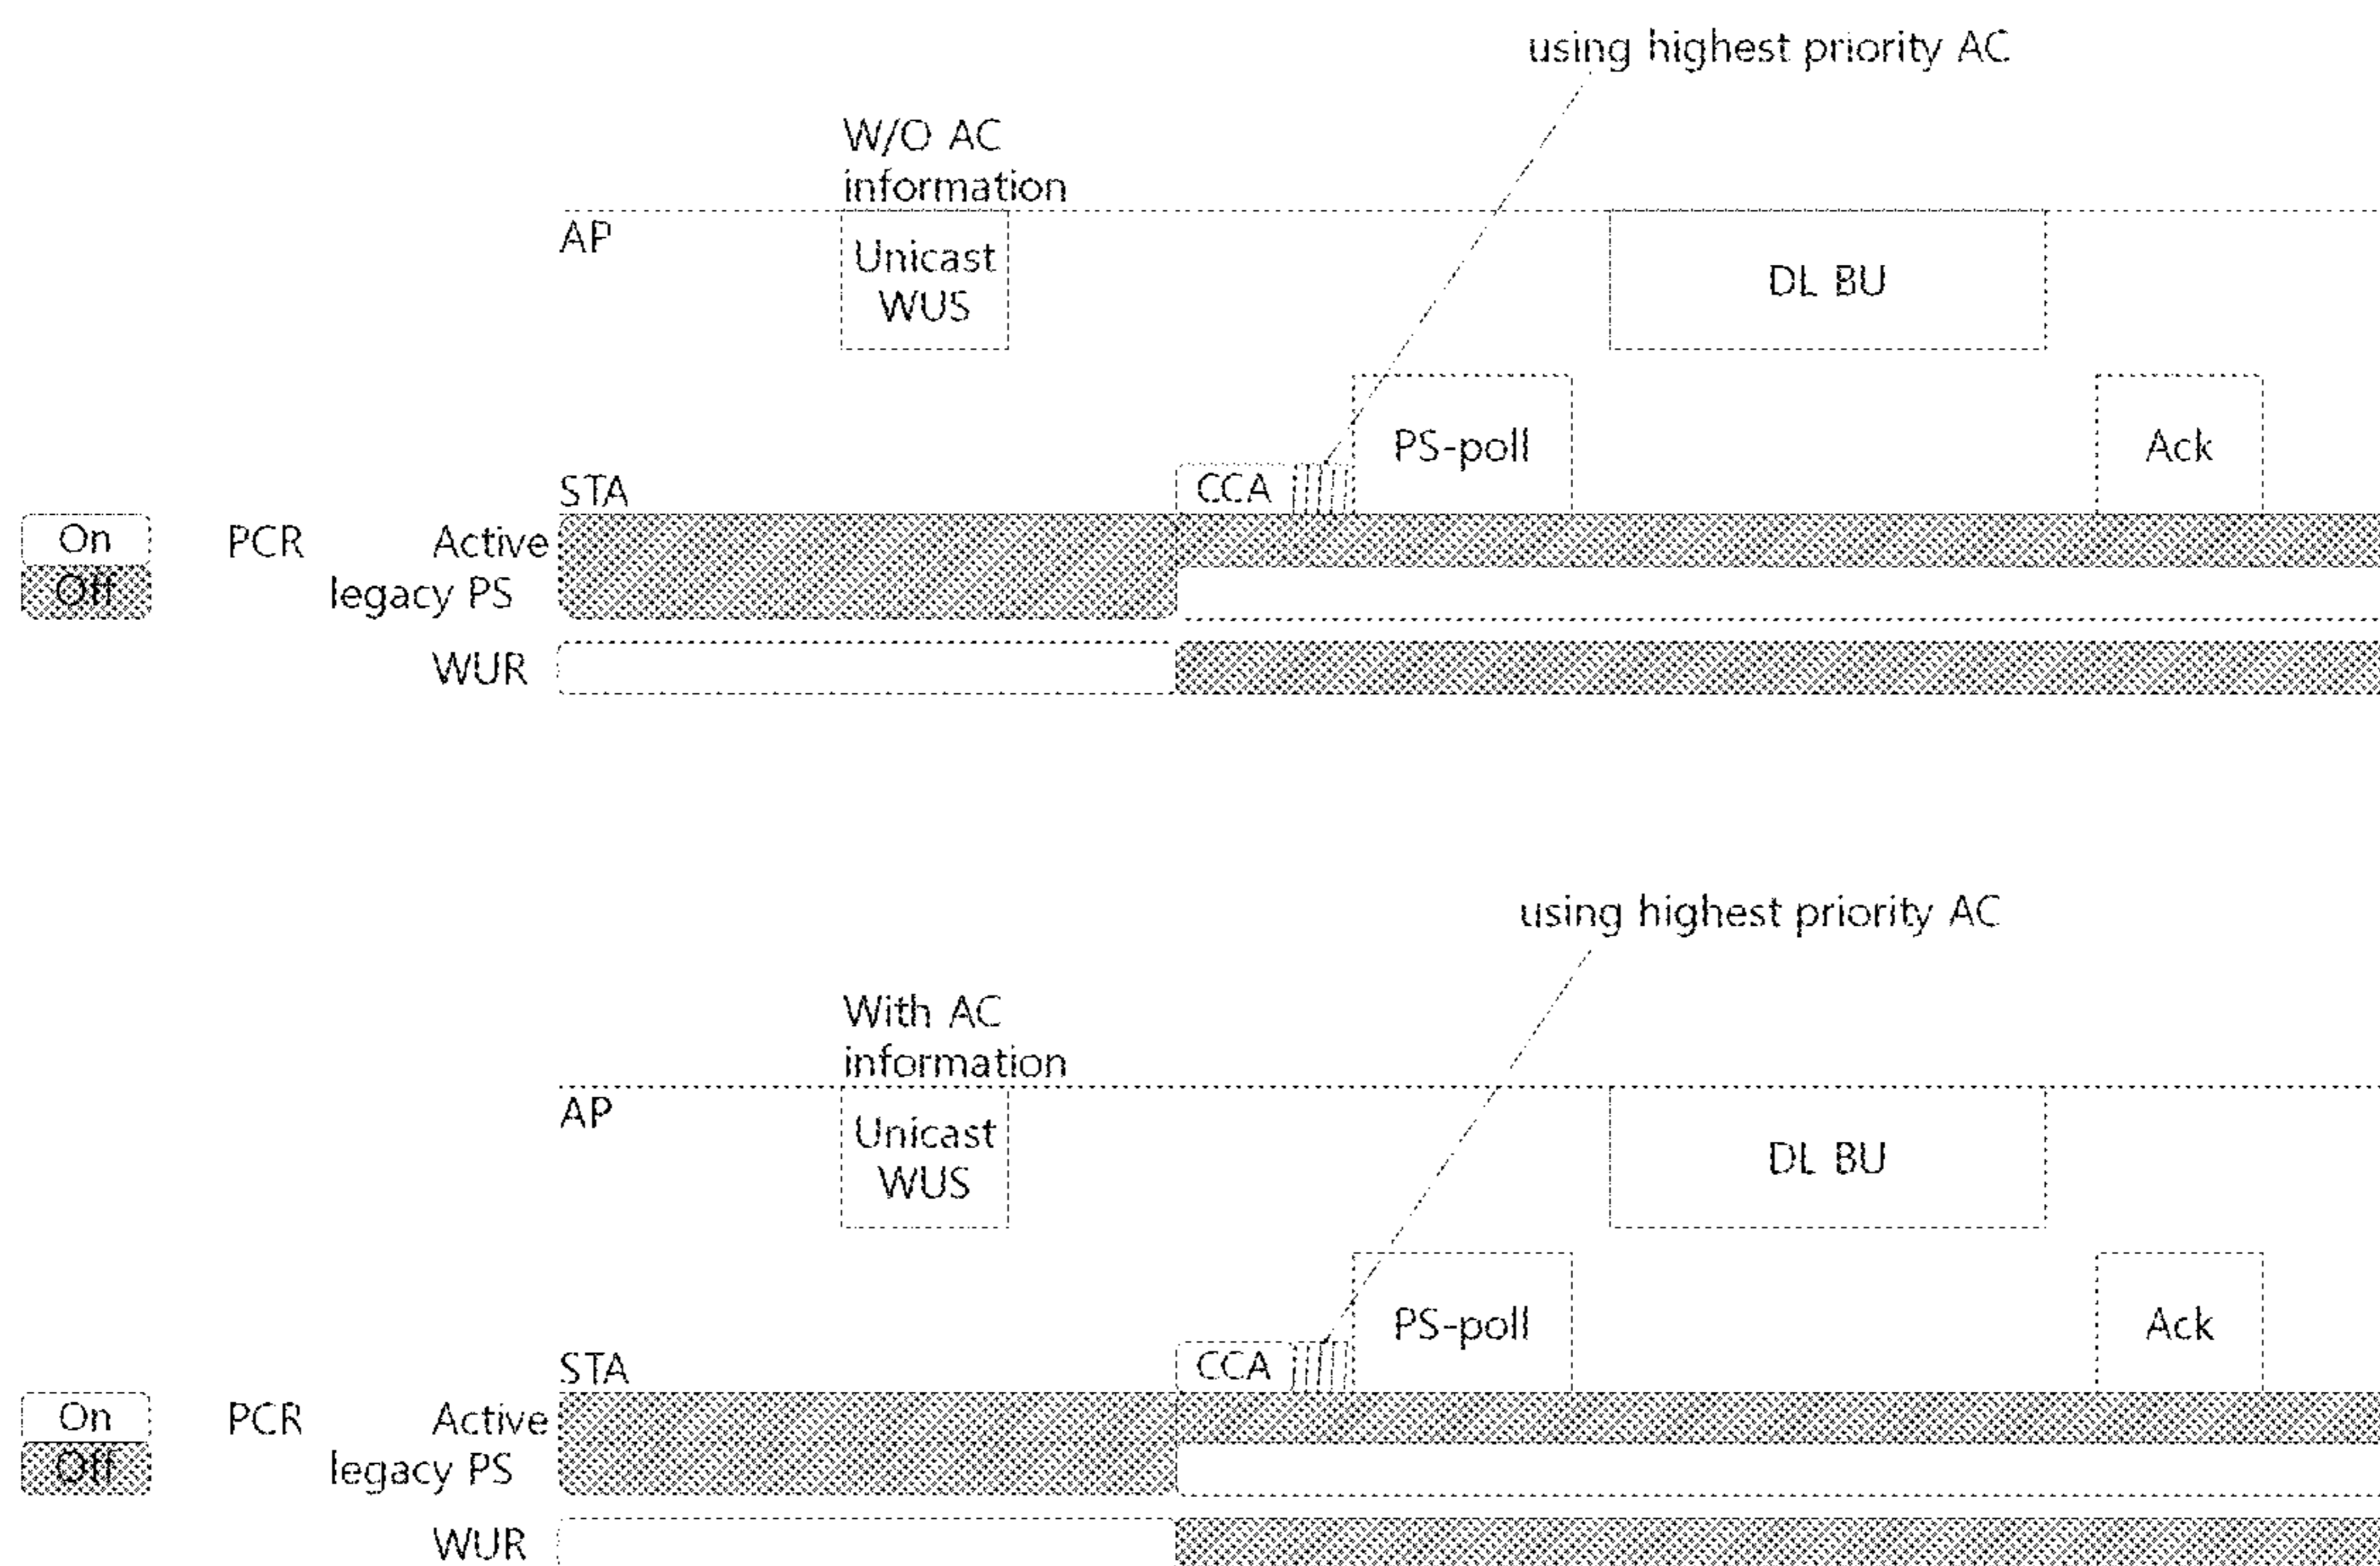 using highest priority AC
W/O AC
information
AP
Unicast
WUS
DL BU
PS-poll
Ack
STA
CCA
On
PCR
Active
Off
legacy PS
WUR
using highest priority AC
With AC
information
AP
Unicast
WUS
DL BU
PS-poll
Ack
STA
CCA
On
PCR
Active
Off
legacy PS
WUR